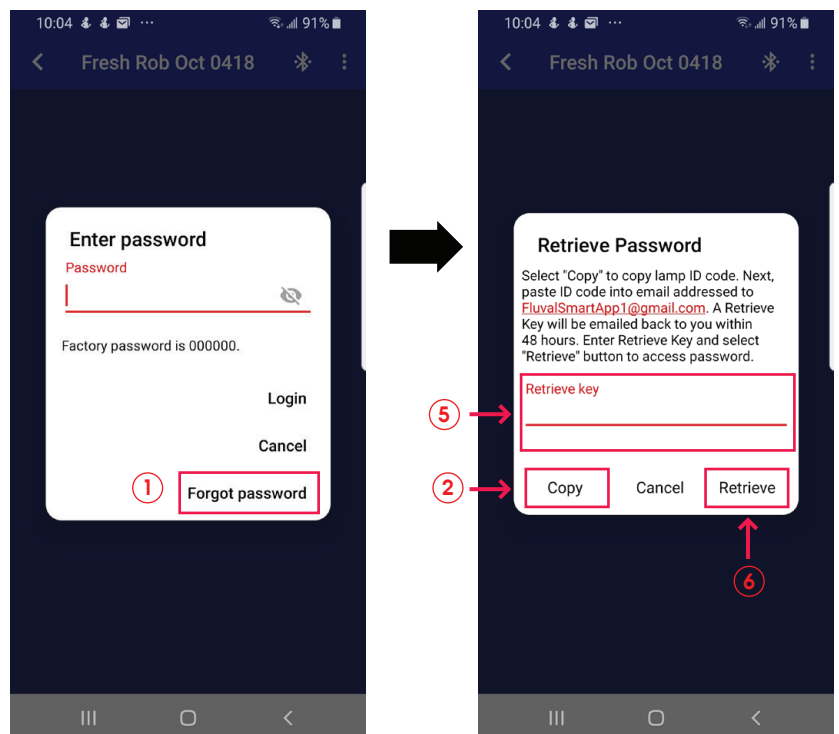 10:04 ... 91%
Fresh Rob Oct 0418
Enter password
Password
Factory password is 000000.
Login
Cancel
1 Forgot password
10:04 ... 91%
Fresh Rob Oct 0418
Retrieve Password
Select "Copy" to copy lamp ID code. Next,
paste ID code into email addressed to
FluvalSmartApp1@gmail.com. A Retrieve
Key will be emailed back to you within
48 hours. Enter Retrieve Key and select
"Retrieve" button to access password.
Retrieve key
5
2 Copy Cancel Retrieve
6